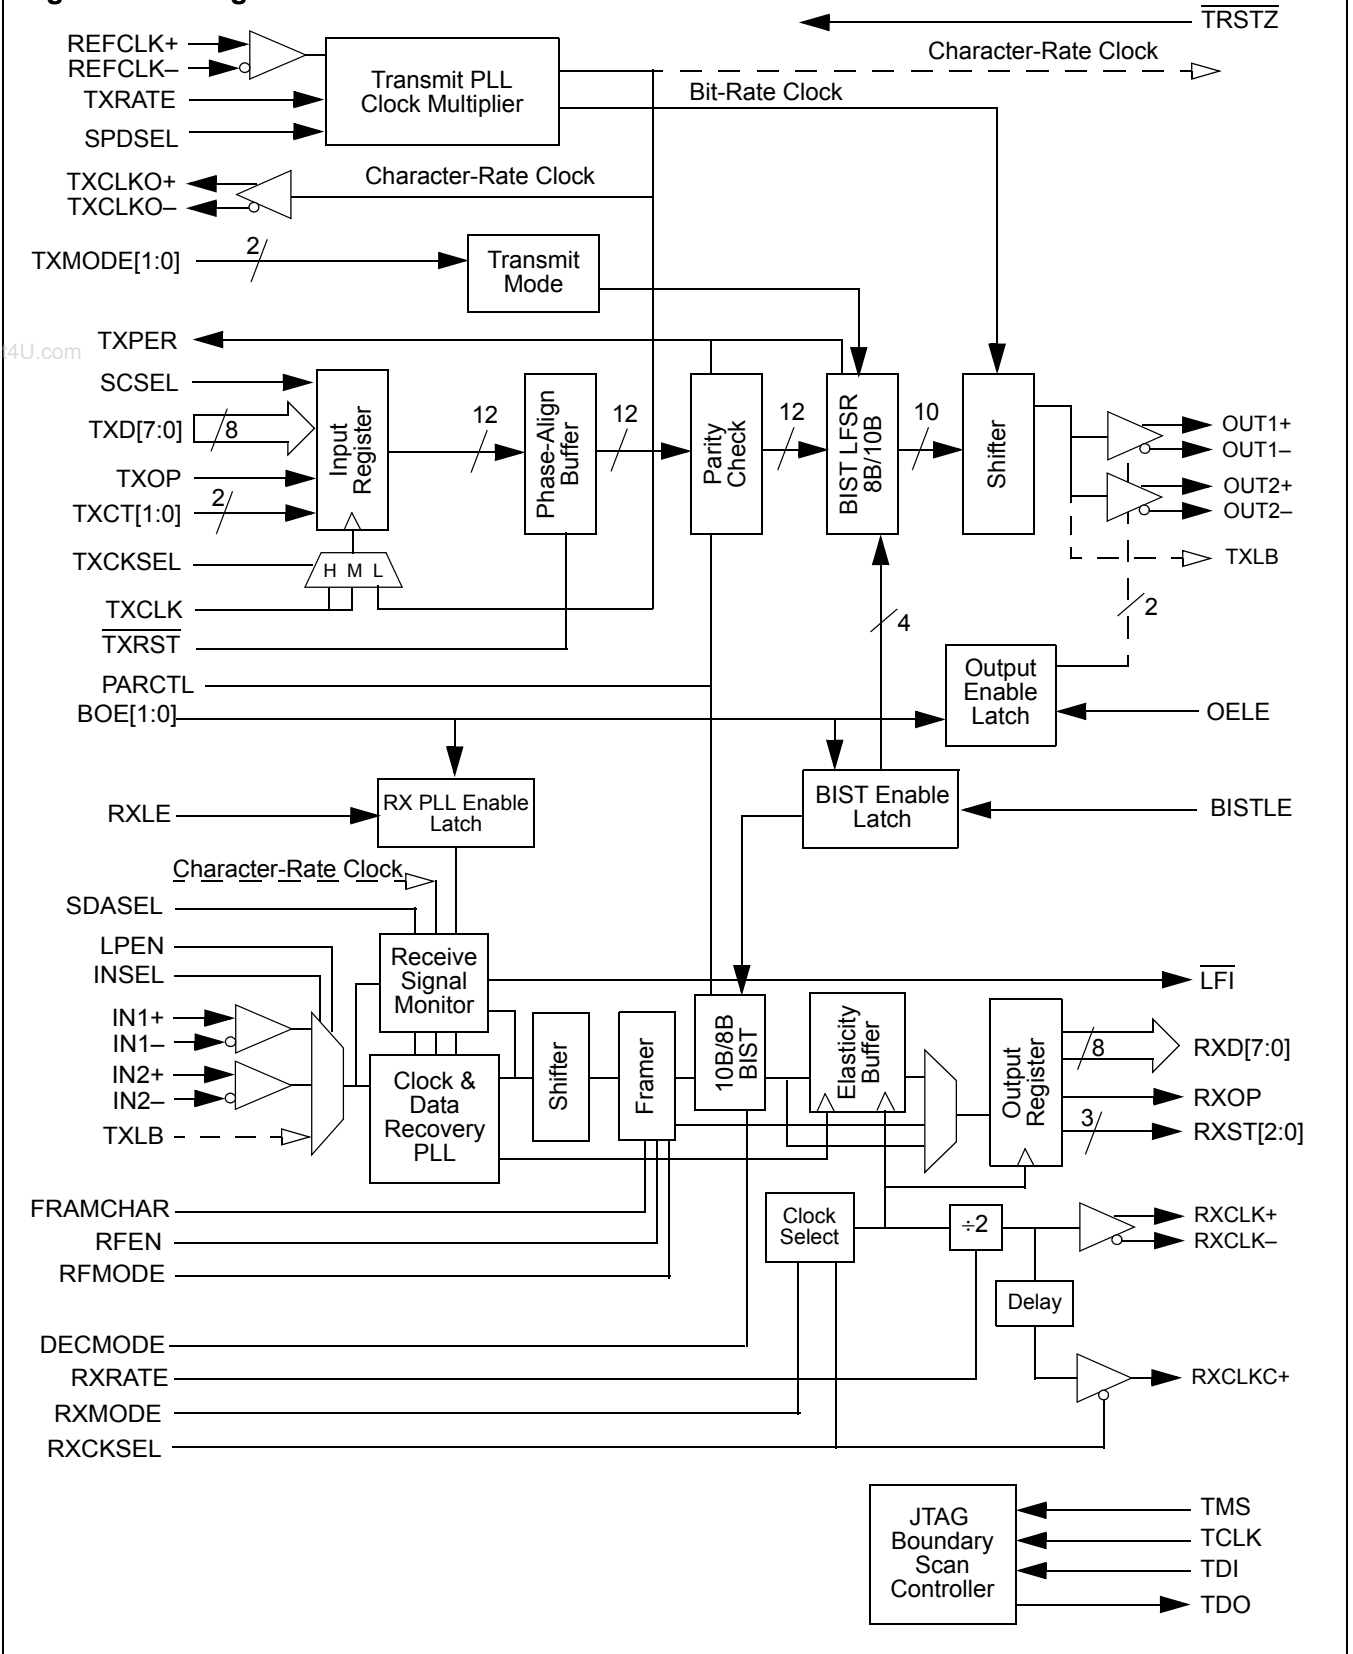 TRSTZ
REFCLK+
REFCLK–
TXRATE
SPDSEL
Transmit PLL
Clock Multiplier
Character-Rate Clock
Bit-Rate Clock
TXCLKO+
TXCLKO–
Character-Rate Clock
TXMODE[1:0]
2
Transmit
Mode
TXPER
t4U.com
SCSEL
TXD[7:0]
8
TXOP
TXCT[1:0]
2
Input
Register
12
Phase-Align
Buffer
12
Parity
Check
12
BIST LFSR
8B/10B
10
Shifter
OUT1+
OUT1–
OUT2+
OUT2–
TXLB
2
TXCKSEL
H M L
TXCLK
TXRST
4
PARCTL
BOE[1:0]
Output
Enable
Latch
OELE
RXLE
RX PLL Enable
Latch
BIST Enable
Latch
BISTLE
Character-Rate Clock
SDASEL
LPEN
INSEL
IN1+
IN1–
IN2+
IN2–
TXLB
Receive
Signal
Monitor
LFI
Clock &
Data
Recovery
PLL
Shifter
Framer
10B/8B
BIST
Elasticity
Buffer
Output
Register
8
RXD[7:0]
RXOP
3
RXST[2:0]
FRAMCHAR
RFEN
RFMODE
Clock
Select
÷2
RXCLK+
RXCLK–
Delay
DECMODE
RXRATE
RXMODE
RXCKSEL
RXCLKC+
JTAG
Boundary
Scan
Controller
TMS
TCLK
TDI
TDO